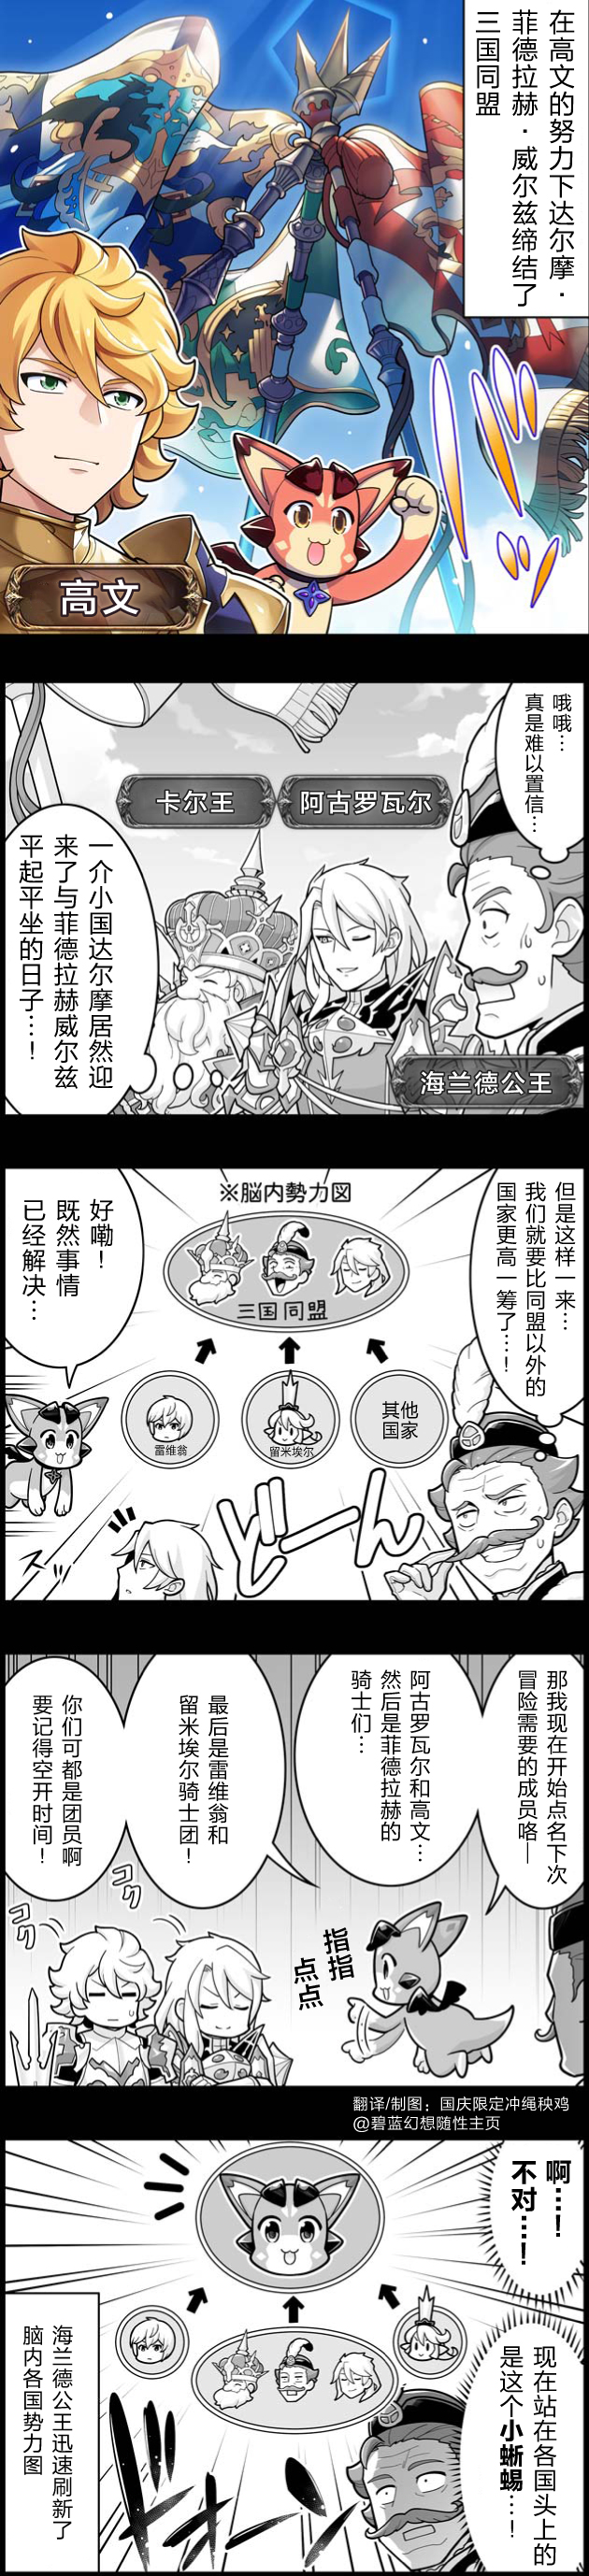 在高文的努力下达尔摩·
菲德拉赫·威尔兹缔结了
三国同盟
高文
哦哦…
真是难以置信…
阿古罗瓦尔
卡尔王
一介小国达尔摩居然迎
来了与菲德拉赫威尔兹
平起平坐的日子…!
海兰德公王
但是这样一来…
我们就要比同盟以外的
国家更高一筹了…!
※脳内勢力図
三国同盟
雷维翁
留米埃尔
其他
国家
好嘞!
既然事情
已经解决…
スッ
どーん
那我现在开始点名下次
冒险需要的成员咯—
阿古罗瓦尔和高文…
然后是菲德拉赫的
骑士们…
最后是雷维翁和
留米埃尔骑士团!
你们可都是团员啊
要记得空开时间!
指指
点点
コク
コク
翻译/制图：国庆限定冲绳秧鸡
@碧蓝幻想随性主页
啊…!
不对…!
现在站在各国头上的
是这个小蜥蜴…!
海兰德公王迅速刷新了
脑内各国势力图
ドーン